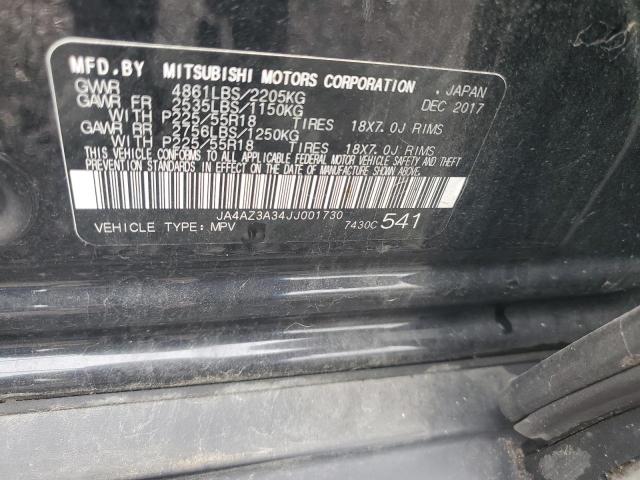 MFD.BY MITSUBISHI MOTORS CORPORATION . JAPAN
GVWR 4861LBS/2205KG DEC 2017
GAWR FR 2535LBS/1150KG
WITH P225/55R18 TIRES 18X7.0J RIMS
GAWR RR 2756LBS/1250KG
WITH P225/55R18 TIRES 18X7.0J RIMS
THIS VEHICLE CONFORMS TO ALL APPLICABLE FEDERAL MOTOR VEHICLE SAFETY AND THEFT
PREVENTION STANDARDS IN EFFECT ON THE DATE OF MANUFACTURE SHOWN ABOVE.
JA4AZ3A34JJ001730
VEHICLE TYPE: MPV 7430C 541